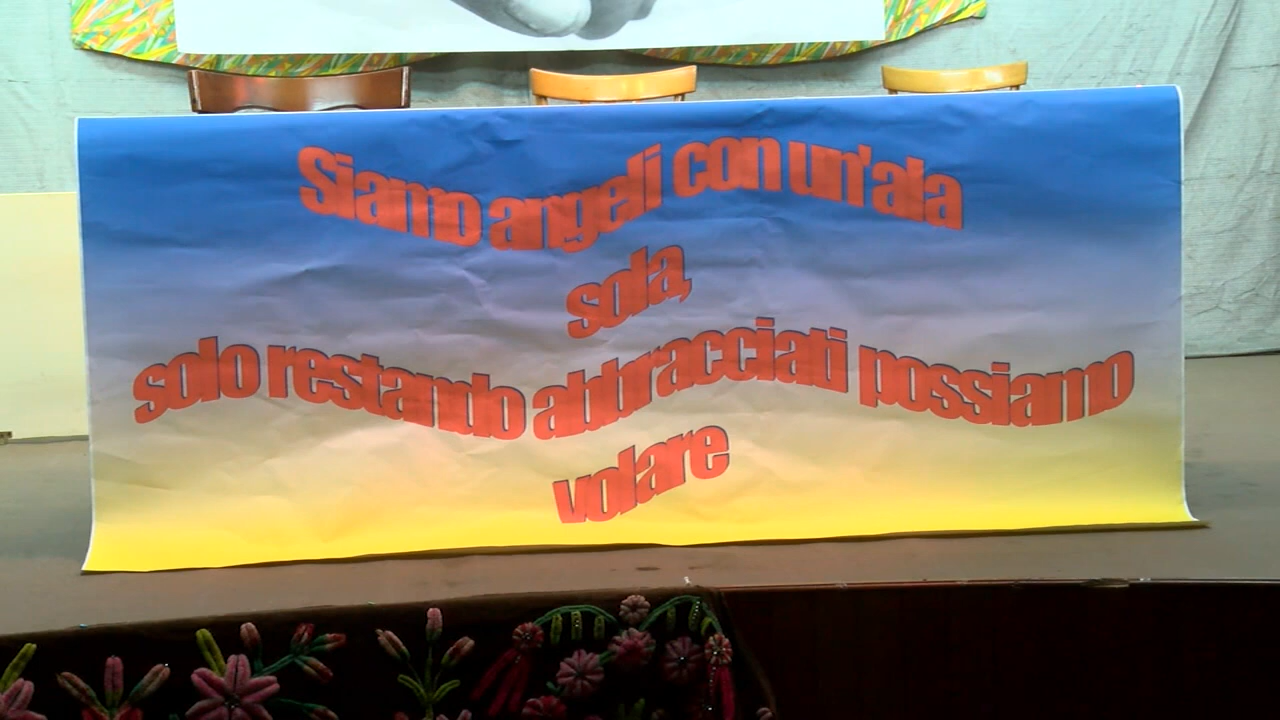 Siamo angeli con un'ala
sola,
solo restando abbracciati possiamo
volare